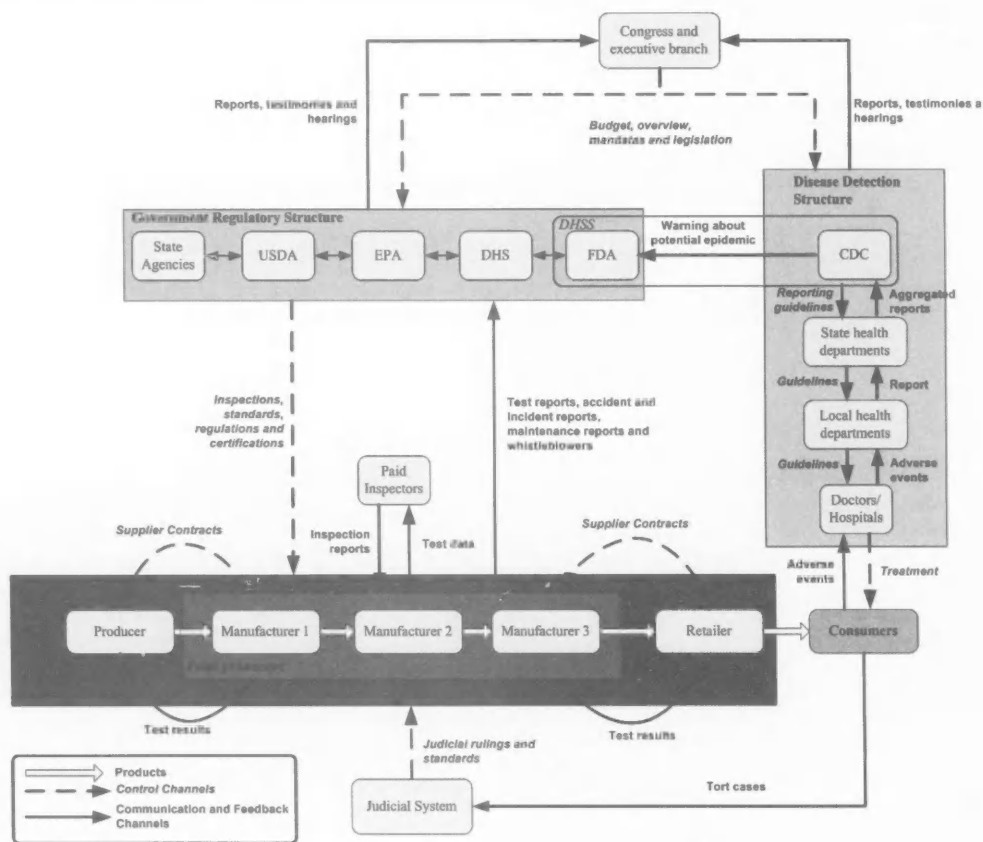 Congress and
executive branch
Reports, testimonies and
hearings
Budget, overview,
mandatas and legislation
Reports, testimonies a
hearings
Disease Detection
Structure
Government Regulatory Structure
DHSS
State
Agencies
USDA
EPA
DHS
FDA
Warning about
potential epidemic
CDC
Reporting
guidelines
Aggregated
reports
State health
departments
Guidelines
Report
Local health
departments
Guidelines
Adverse
events
Doctors/
Hospitals
Inspections,
standards,
regulations and
certifications
Test reports, accident and
incident reports,
maintenance reports and
whistleblowers
Paid
Inspectors
Supplier Contracts
Inspection
reports
Test data
Supplier Contracts
Adverse
events
Treatment
Producer
Manufacturer 1
Manufacturer 2
Manufacturer 3
Retailer
Consumers
Test results
Test results
Judicial rulings and
standards
Judicial System
Tort cases
Products
Control Channels
Communication and Feedback
Channels